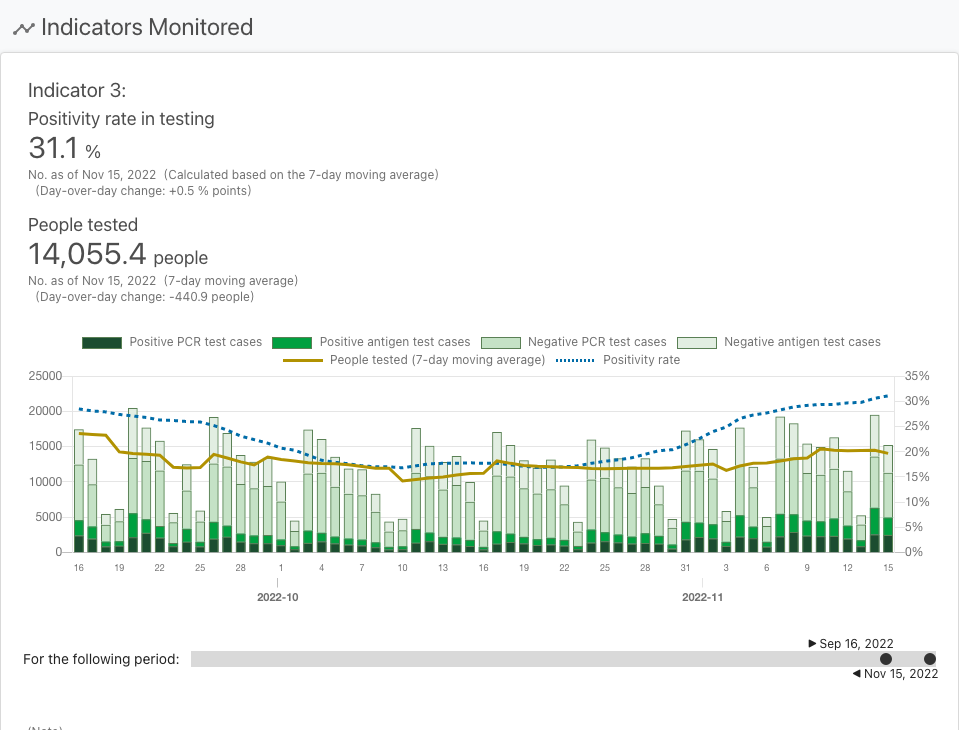 Indicators Monitored
Indicator 3:
Positivity rate in testing
31.1 %
No. as of Nov 15, 2022 (Calculated based on the 7-day moving average)
(Day-over-day change: +0.5 % points)
People tested
14,055.4 people
No. as of Nov 15, 2022 (7-day moving average)
(Day-over-day change: -440.9 people)
Positive PCR test cases Positive antigen test cases Negative PCR test cases Negative antigen test cases
People tested (7-day moving average) Positivity rate
25000 35%
30%
20000
25%
15000
20%
10000 15%
10%
5000
5%
0 0%
16 19 22 25 28 1 4 7 10 13 16 19 22 25 28 31 3 6 9 12 15
2022-10 2022-11
▶ Sep 16, 2022
For the following period:
◀ Nov 15, 2022